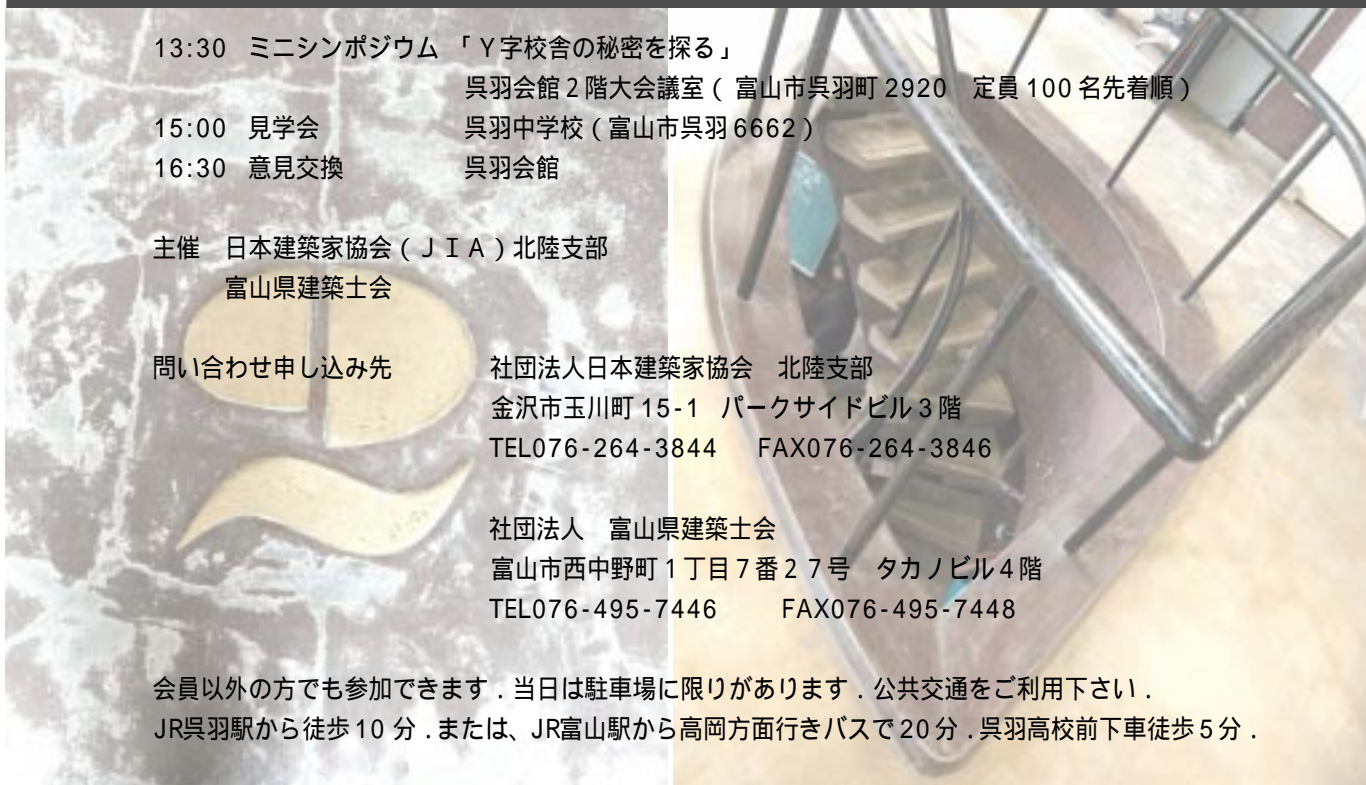 13:30 ミニシンポジウム 「Y字校舎の秘密を探る」
呉羽会館2階大会議室(富山市呉羽町2920 定員100名先着順)
15:00 見学会 呉羽中学校(富山市呉羽6662)
16:30 意見交換 呉羽会館
主催 日本建築家協会(JIA)北陸支部
富山県建築士会
問い合わせ申し込み先 社団法人日本建築家協会 北陸支部
金沢市玉川町15-1 パークサイドビル3階
TEL076-264-3844 FAX076-264-3846
社団法人 富山県建築士会
富山市西中野町1丁目7番27号 タカノビル4階
TEL076-495-7446 FAX076-495-7448
会員以外の方でも参加できます.当日は駐車場に限りがあります.公共交通をご利用下さい.
JR呉羽駅から徒歩10分.または、JR富山駅から高岡方面行きバスで20分.呉羽高校前下車徒歩5分.